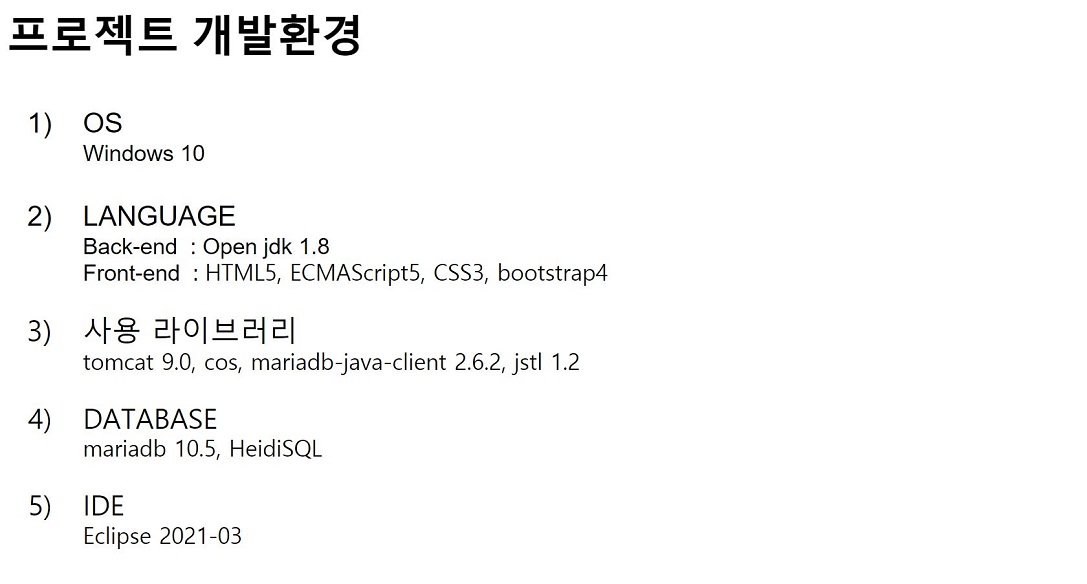 프로젝트 개발환경
1) OS
Windows 10
2) LANGUAGE
Back-end : Open jdk 1.8
Front-end : HTML5, ECMAScript5, CSS3, bootstrap4
3) 사용 라이브러리
tomcat 9.0, cos, mariadb-java-client 2.6.2, jstl 1.2
4) DATABASE
mariadb 10.5, HeidiSQL
5) IDE
Eclipse 2021-03